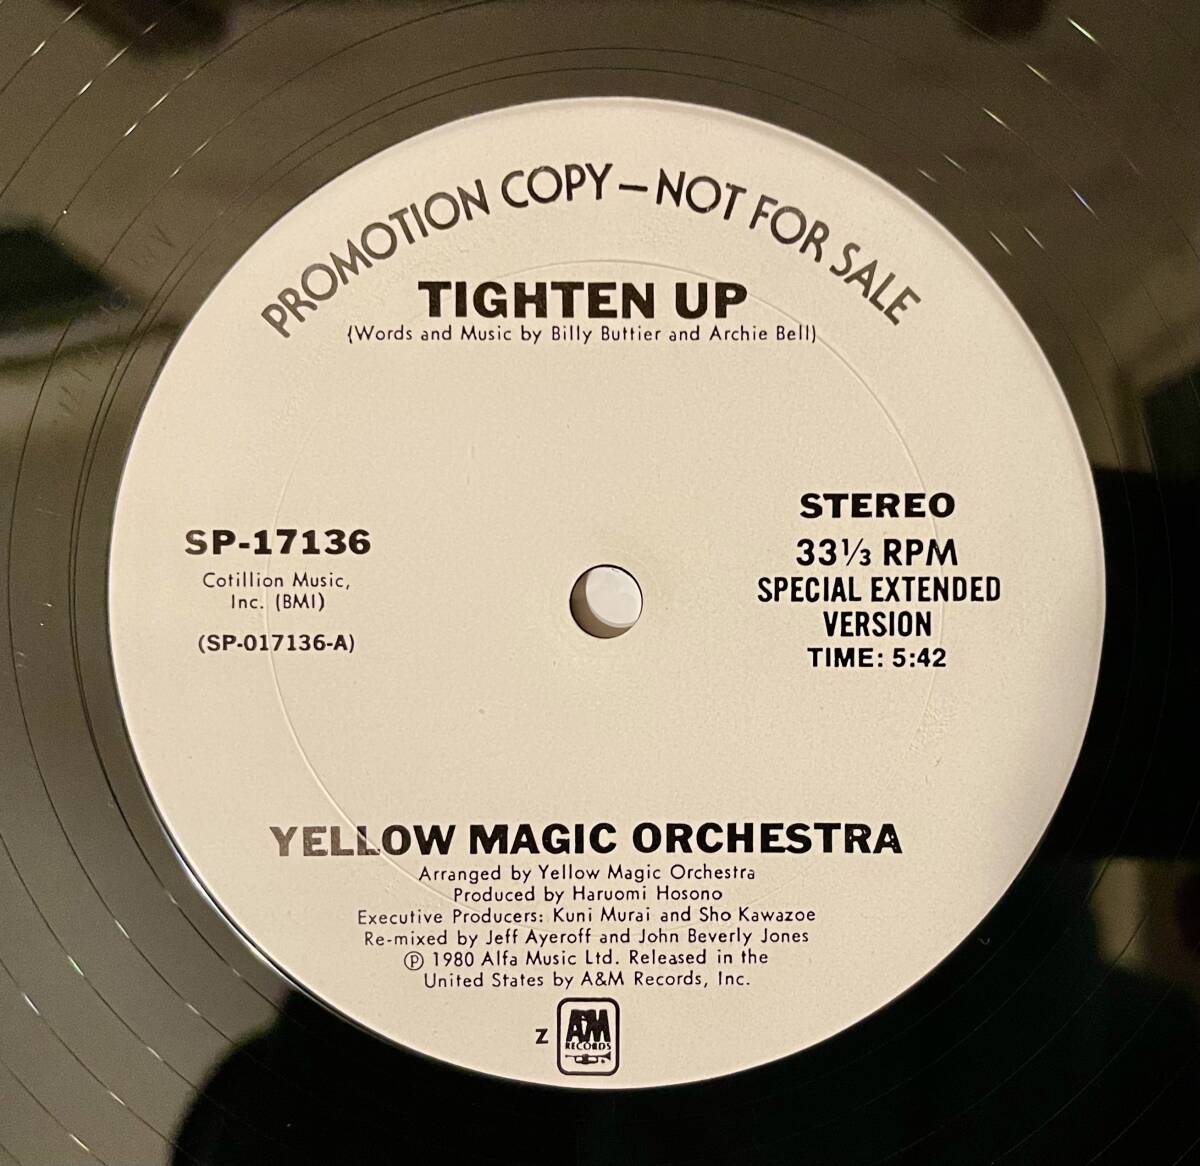 PROMOTION COPY — NOT FOR SALE
TIGHTEN UP
(Words and Music by Billy Buttier and Archie Bell)
SP-17136
Cotillion Music,
Inc. (BMI)
(SP-017136-A)
STEREO
33⅓ RPM
SPECIAL EXTENDED
VERSION
TIME: 5:42
YELLOW MAGIC ORCHESTRA
Arranged by Yellow Magic Orchestra
Produced by Haruomi Hosono
Executive Producers: Kuni Murai and Sho Kawazoe
Re-mixed by Jeff Ayeroff and John Beverly Jones
Ⓟ 1980 Alfa Music Ltd. Released in the
United States by A&M Records, Inc.
Z
A&M
RECORDS